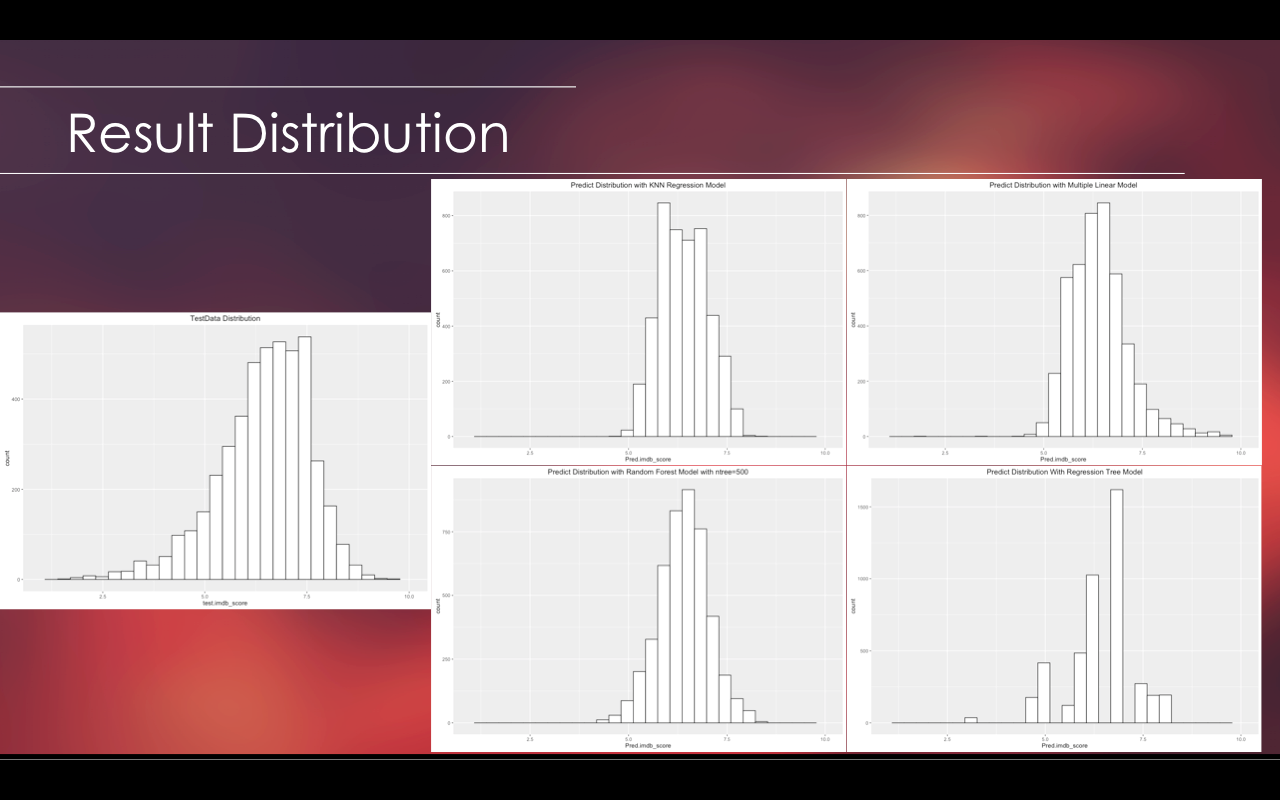 Result Distribution
TestData Distribution
count
400
200
0
2.5 5.0 7.5 10.0
test.imdb_score
Predict Distribution with KNN Regression Model
count
800
600
400
200
0
2.5 5.0 7.5 10.0
Pred.imdb_score
Predict Distribution with Multiple Linear Model
count
800
600
400
200
0
2.5 5.0 7.5 10.0
Pred.imdb_score
Predict Distribution with Random Forest Model with ntree=500
count
750
500
250
0
2.5 5.0 7.5 10.0
Pred.imdb_score
Predict Distribution With Regression Tree Model
count
1500
1000
500
0
2.5 5.0 7.5 10.0
Pred.imdb_score